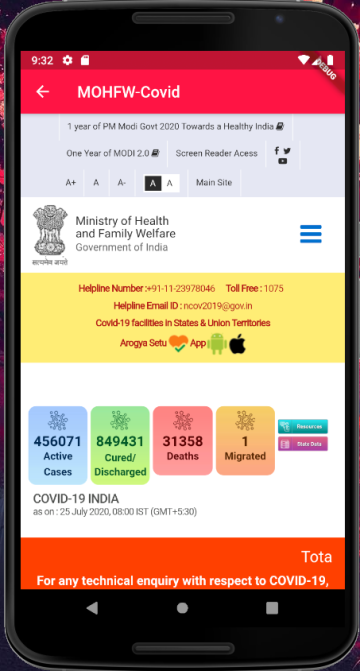 9:32
DEBUG
MOHFW-Covid
1 year of PM Modi Govt 2020 Towards a Healthy India
One Year of MODI 2.0 Screen Reader Acess
A+ A A- A A Main Site
Ministry of Health
and Family Welfare
Government of India
सत्यमेव जयते
Helpline Number :+91-11-23978046 Toll Free : 1075
Helpline Email ID : ncov2019@gov.in
Covid-19 facilities in States & Union Territories
Arogya Setu App
456071 849431 31358 1
Active Cured/ Deaths Migrated
Cases Discharged
Resources
State Data
COVID-19 INDIA
as on : 25 July 2020, 08:00 IST (GMT+5:30)
Tota
For any technical enquiry with respect to COVID-19,